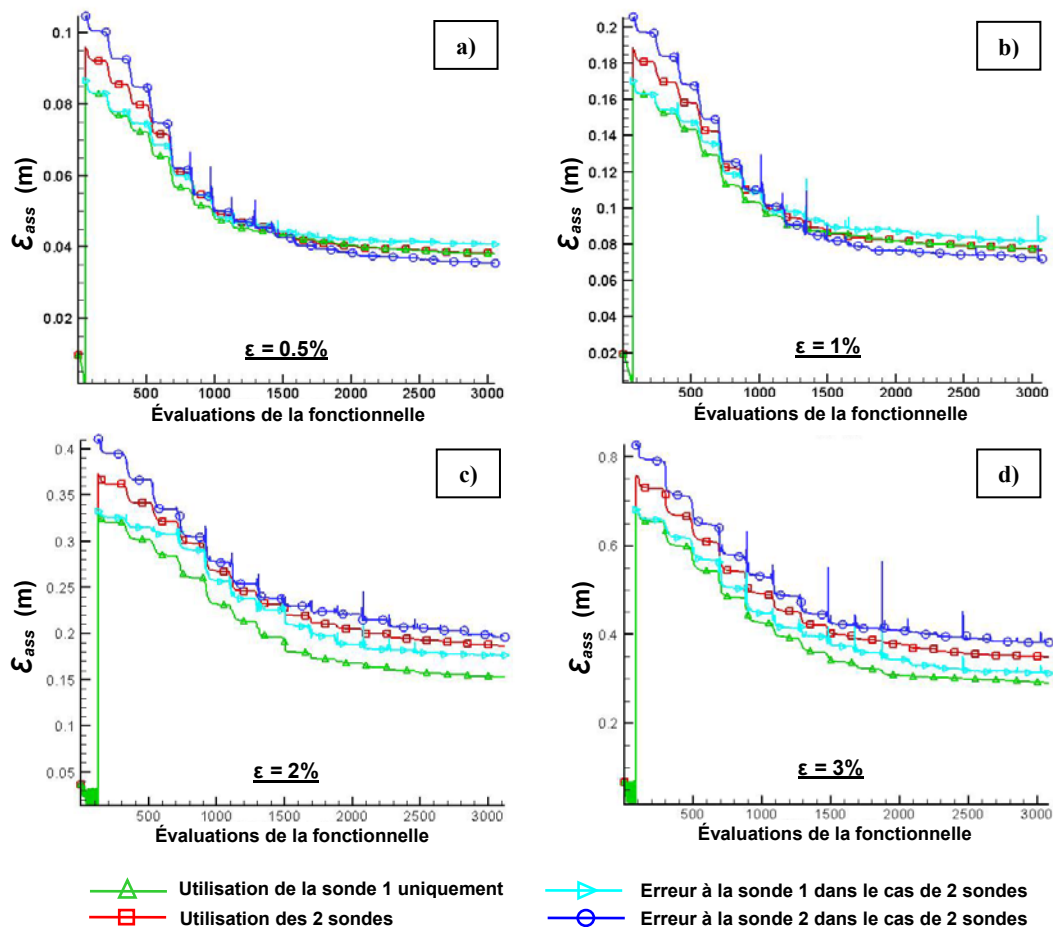 a)
0.1
0.08
0.06
0.04
0.02
ε_ass (m)
ε = 0.5%
500 1000 1500 2000 2500 3000
Évaluations de la fonctionnelle
b)
0.2
0.18
0.16
0.14
0.12
0.1
0.08
0.06
0.04
0.02
ε_ass (m)
ε = 1%
500 1000 1500 2000 2500 3000
Évaluations de la fonctionnelle
c)
0.4
0.35
0.3
0.25
0.2
0.15
0.1
0.05
ε_ass (m)
ε = 2%
500 1000 1500 2000 2500 3000
Évaluations de la fonctionnelle
d)
0.8
0.6
0.4
0.2
ε_ass (m)
ε = 3%
500 1000 1500 2000 2500 3000
Évaluations de la fonctionnelle
Utilisation de la sonde 1 uniquement
Utilisation des 2 sondes
Erreur à la sonde 1 dans le cas de 2 sondes
Erreur à la sonde 2 dans le cas de 2 sondes